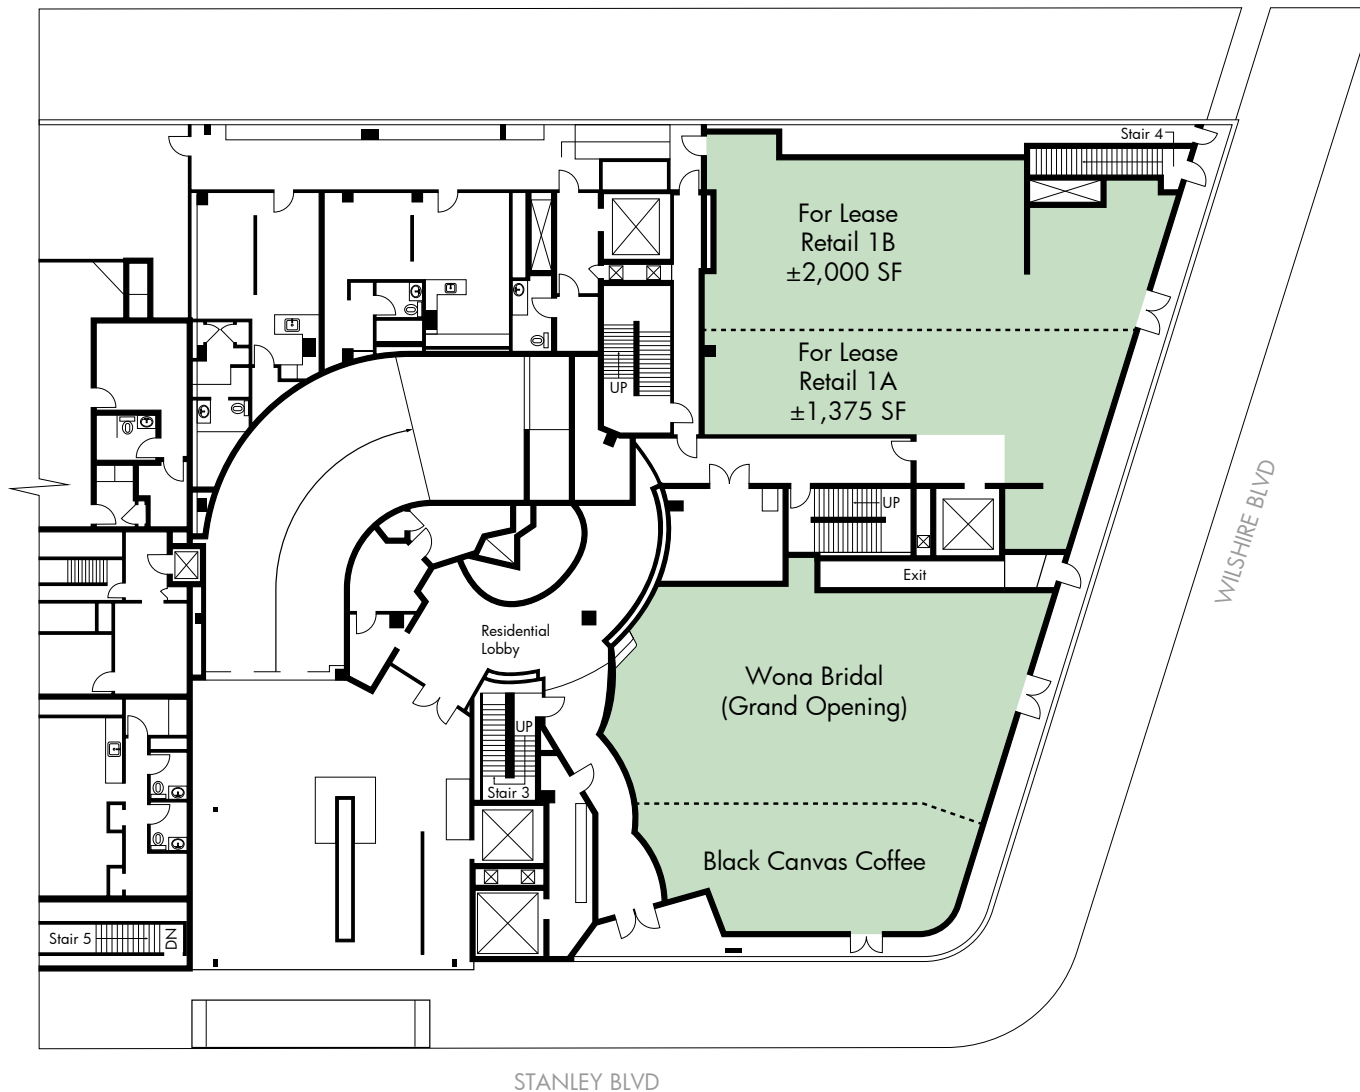 Stair 4
For Lease
Retail 1B
±2,000 SF
For Lease
Retail 1A
±1,375 SF
UP
UP
WILSHIRE BLVD
Exit
Residential
Lobby
Wona Bridal
(Grand Opening)
UP
Stair 3
Black Canvas Coffee
Stair 5
DN
STANLEY BLVD